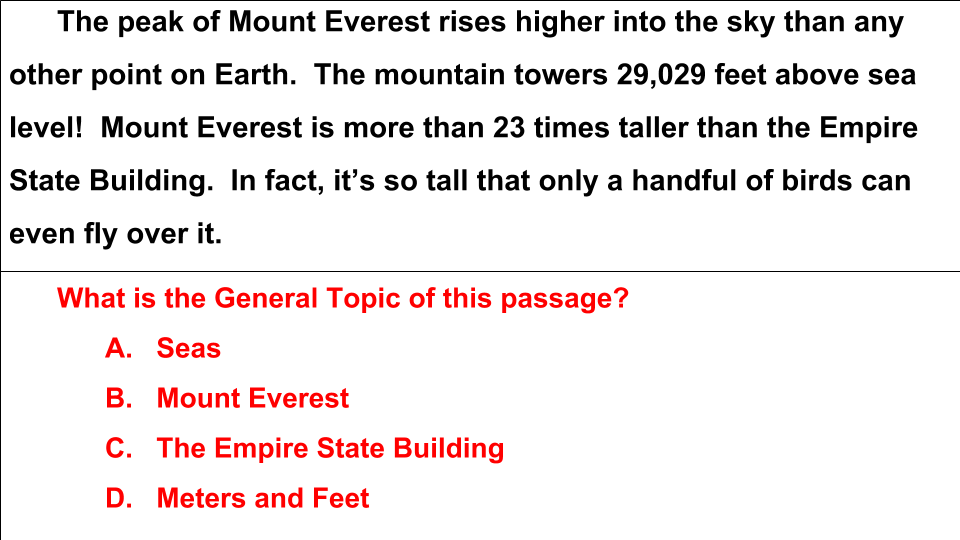 The peak of Mount Everest rises higher into the sky than any
other point on Earth.  The mountain towers 29,029 feet above sea
level!  Mount Everest is more than 23 times taller than the Empire
State Building.  In fact, it’s so tall that only a handful of birds can
even fly over it.
What is the General Topic of this passage?
A. Seas
B. Mount Everest
C. The Empire State Building
D. Meters and Feet